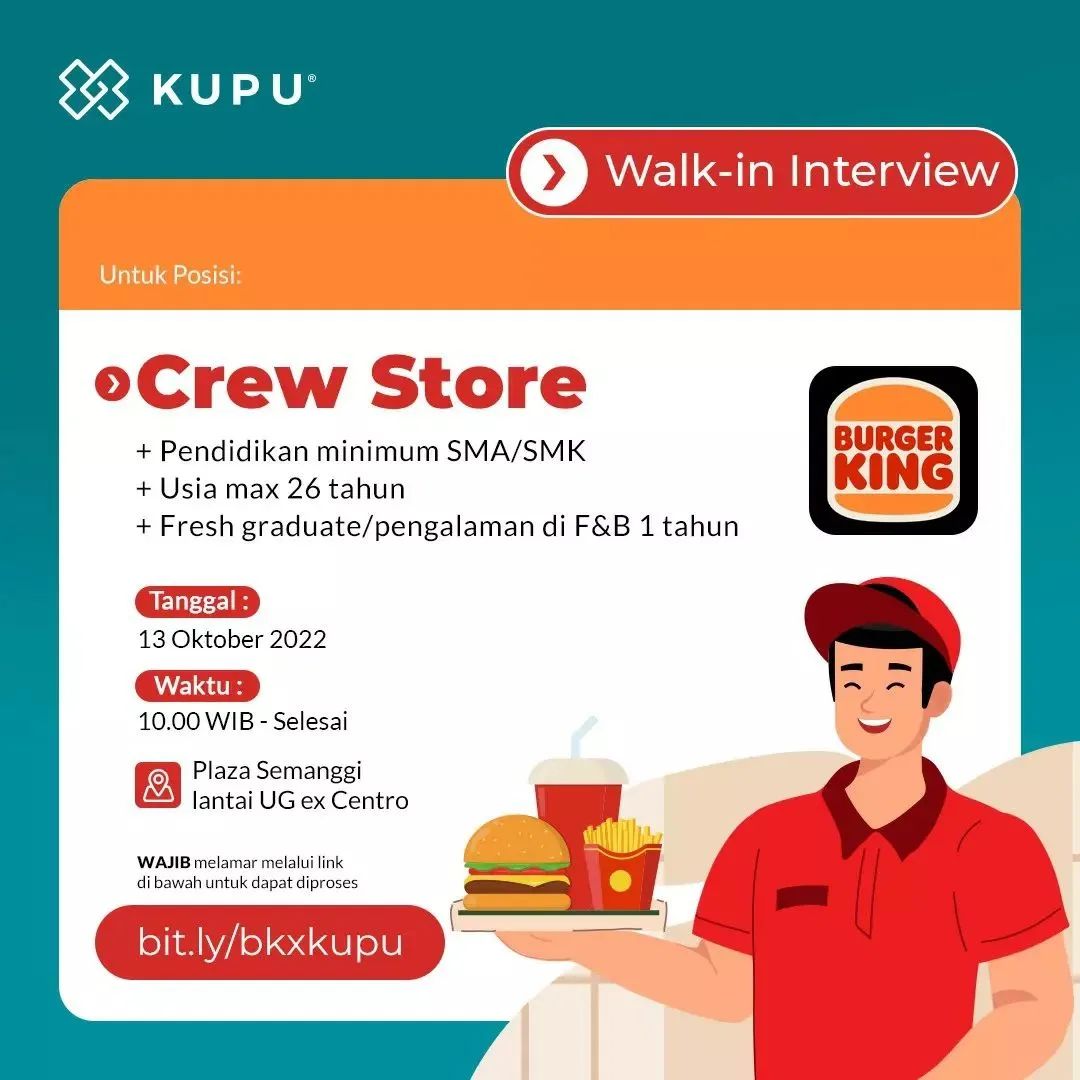 KUPU®
Walk-in Interview
Untuk Posisi:
Crew Store
+ Pendidikan minimum SMA/SMK
+ Usia max 26 tahun
+ Fresh graduate/pengalaman di F&B 1 tahun
BURGER
KING
Tanggal :
13 Oktober 2022
Waktu :
10.00 WIB - Selesai
Plaza Semanggi
lantai UG ex Centro
WAJIB melamar melalui link
di bawah untuk dapat diproses
bit.ly/bkxkupu